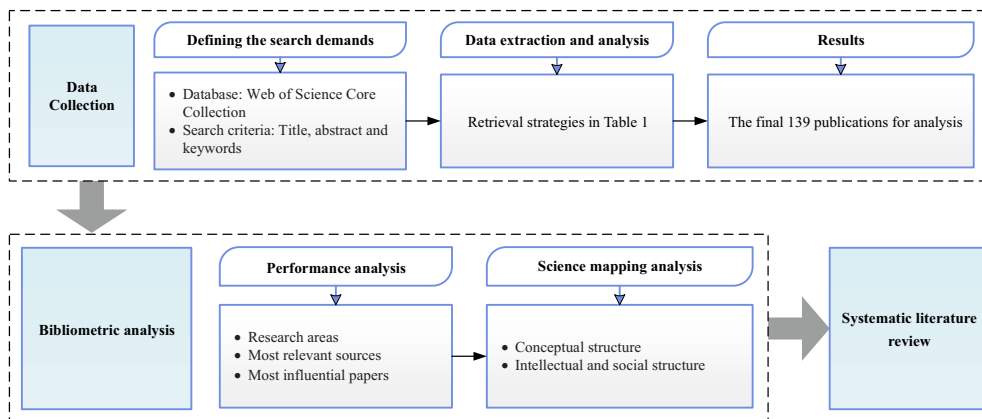 Data
Collection
Defining the search demands
• Database: Web of Science Core
Collection
• Search criteria: Title, abstract and
keywords
Data extraction and analysis
Retrieval strategies in Table 1
Results
The final 139 publications for analysis
Bibliometric analysis
Performance analysis
• Research areas
• Most relevant sources
• Most influential papers
Science mapping analysis
• Conceptual structure
• Intellectual and social structure
Systematic literature
review